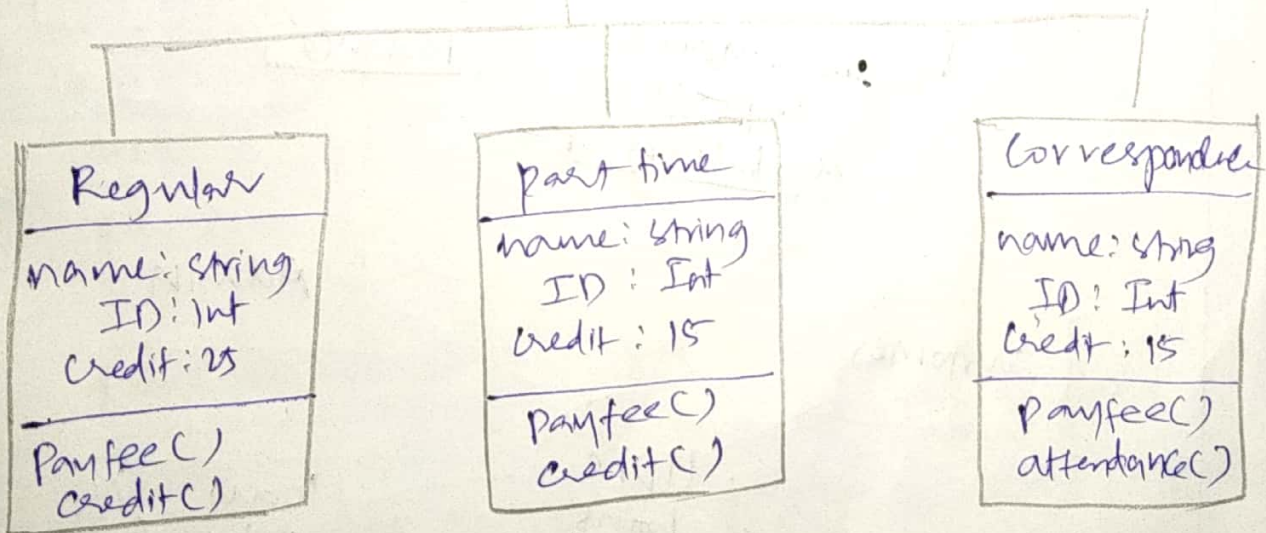 Regular
name: string
ID: Int
credit: 25
Payfee()
credit()
part time
name: string
ID: Int
credit: 15
payfee()
credit()
name: strng
ID: Int
Credit: 15
payfee()
attendance()